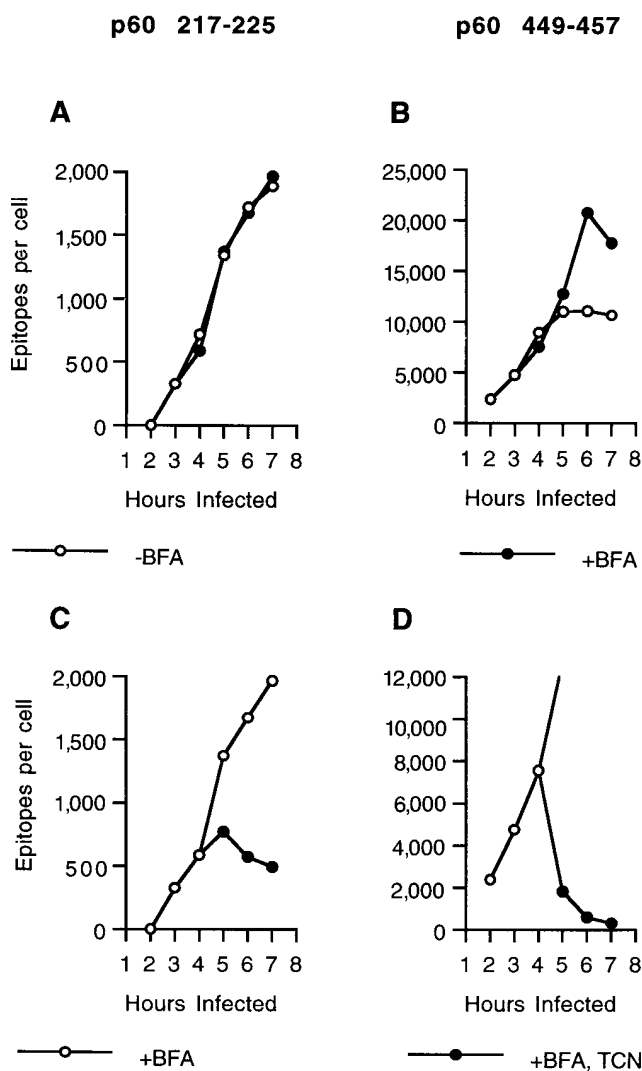 p60 217-225
p60 449-457
A
B
Epitopes per cell
2,000
1,500
1,000
500
0
1 2 3 4 5 6 7 8
Hours Infected
25,000
20,000
15,000
10,000
5,000
0
1 2 3 4 5 6 7 8
Hours Infected
-BFA
+BFA
C
D
Epitopes per cell
2,000
1,500
1,000
500
0
1 2 3 4 5 6 7 8
Hours Infected
12,000
10,000
8,000
6,000
4,000
2,000
0
1 2 3 4 5 6 7 8
Hours Infected
+BFA
+BFA, TCN